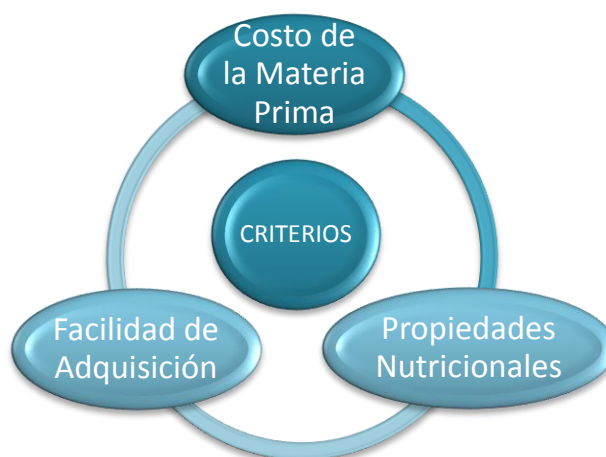 Costo de
la Materia
Prima
CRITERIOS
Facilidad de
Adquisición
Propiedades
Nutricionales